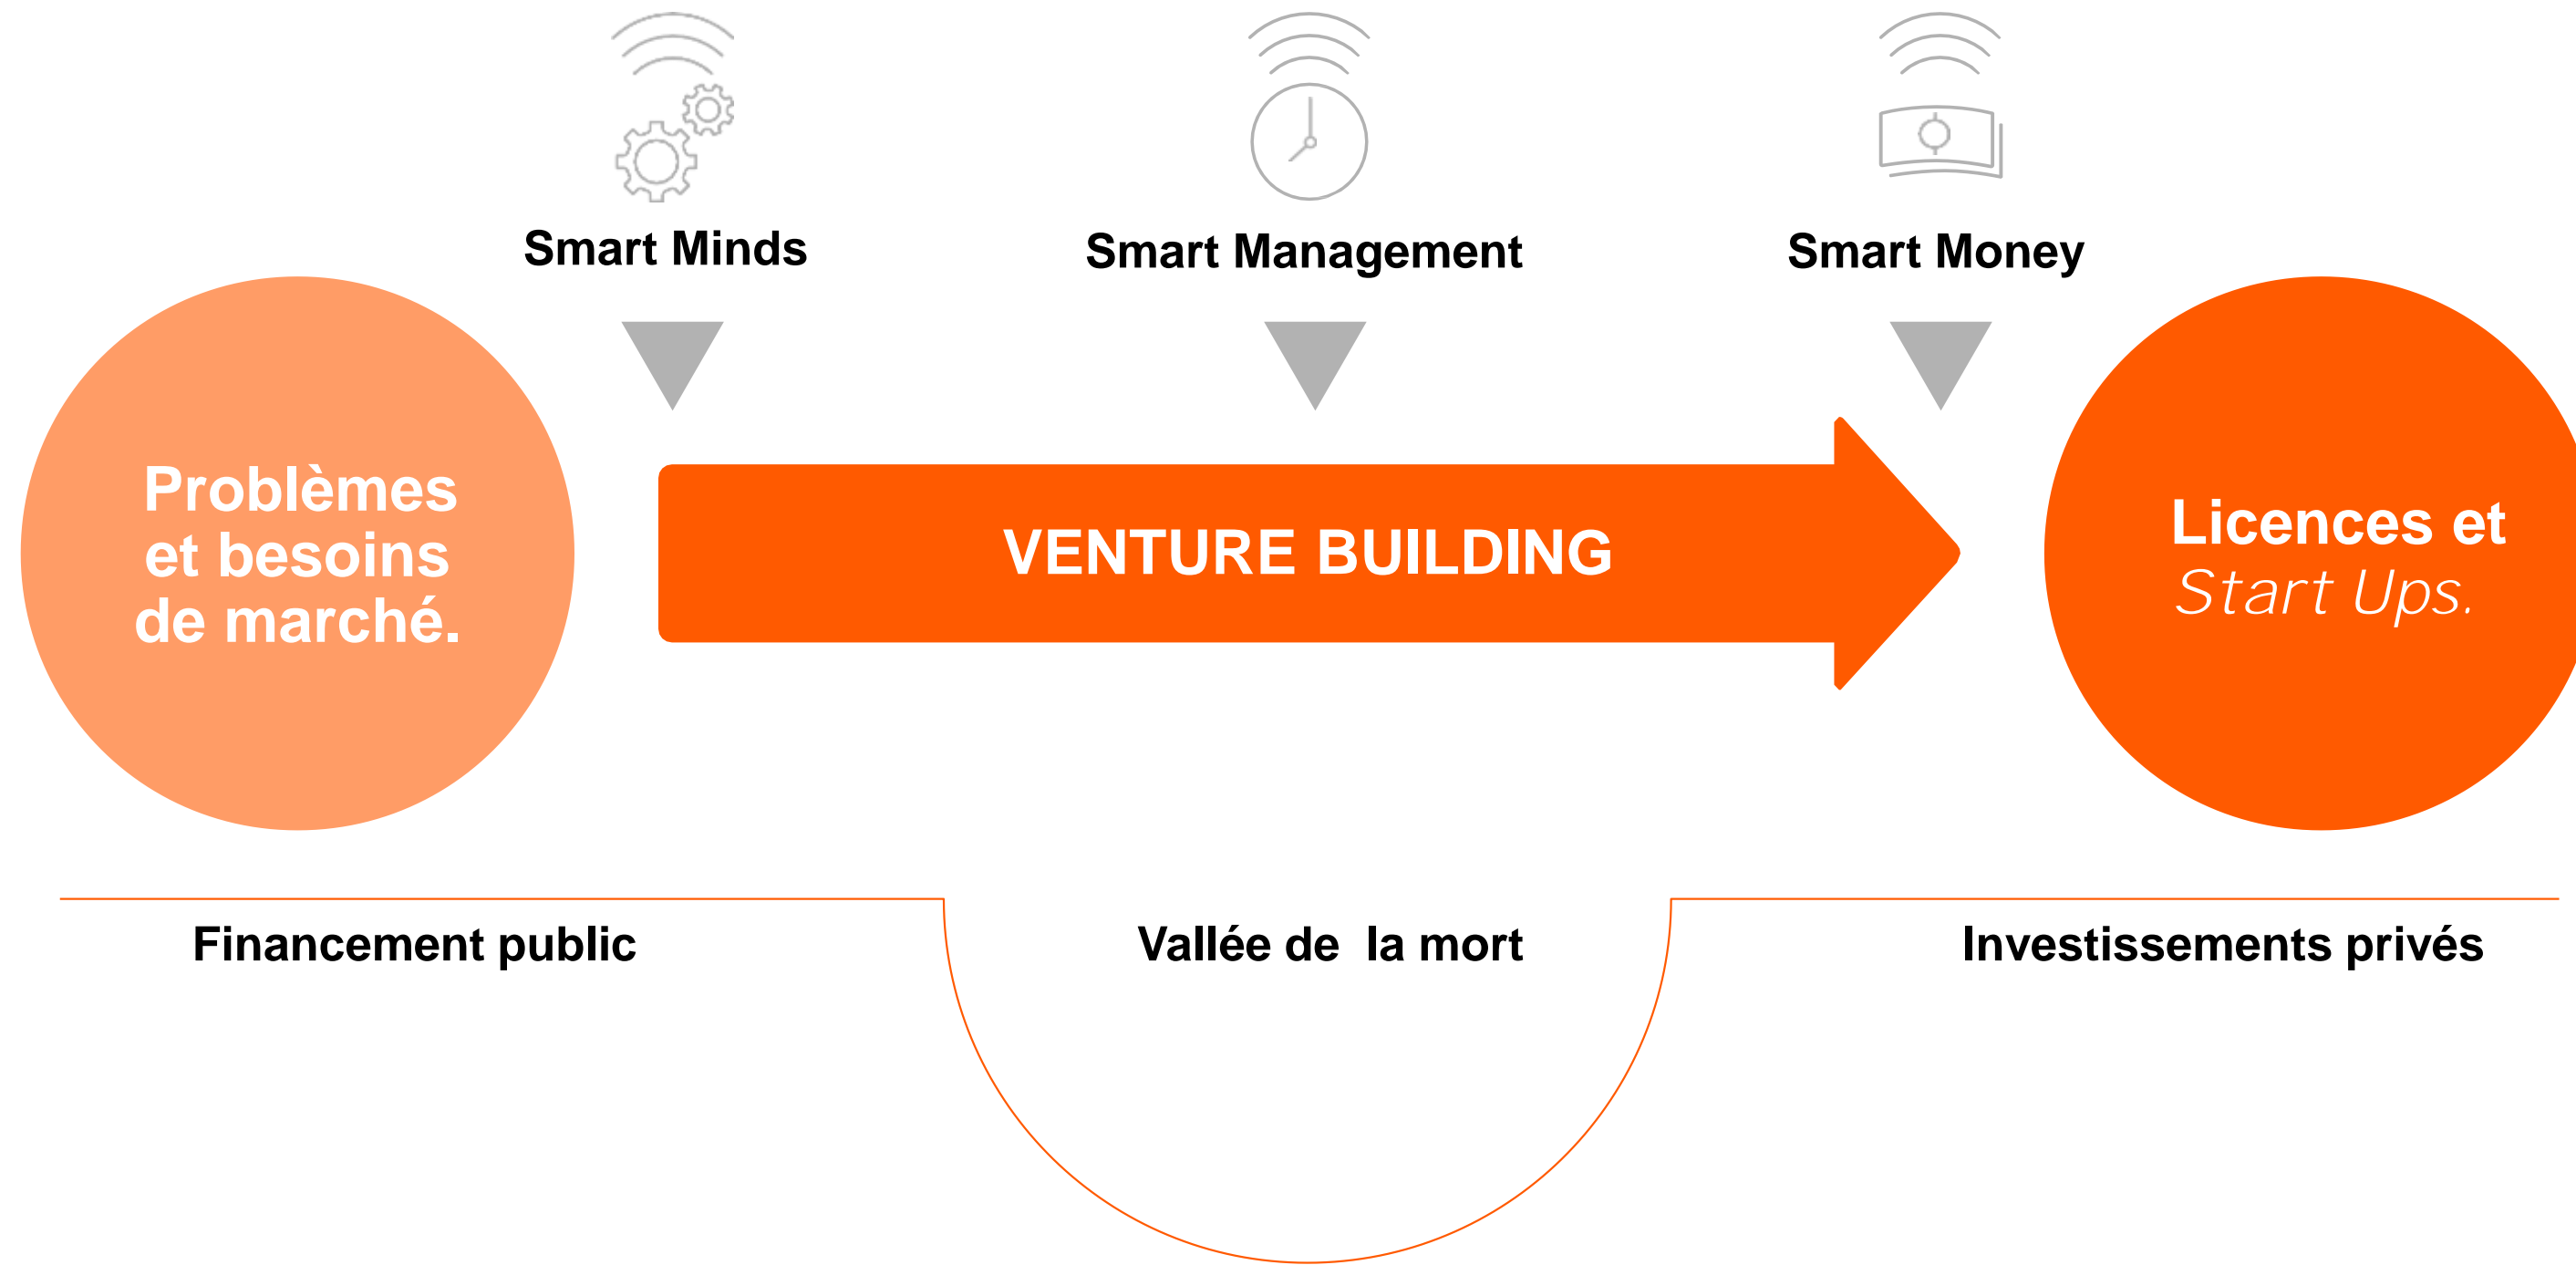 Smart Minds
Smart Management
Smart Money
Problèmes
et besoins
de marché.
VENTURE BUILDING
Licences et
Start Ups.
Financement public
Vallée de  la mort
Investissements privés